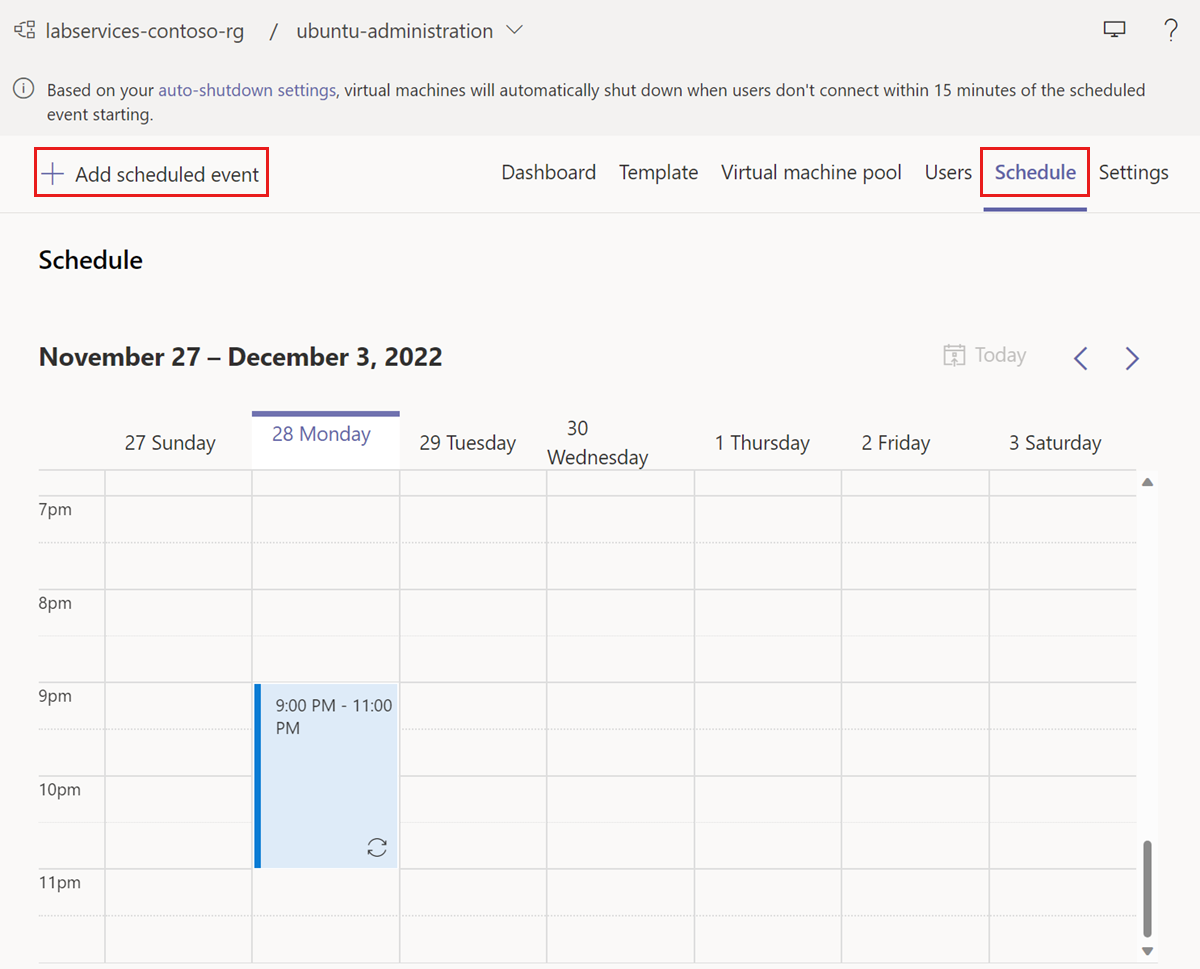 labservices-contoso-rg / ubuntu-administration
?
Based on your auto-shutdown settings, virtual machines will automatically shut down when users don't connect within 15 minutes of the scheduled
event starting.
Add scheduled event
Dashboard Template Virtual machine pool Users Schedule Settings
Schedule
November 27 – December 3, 2022
Today
27 Sunday
28 Monday
29 Tuesday
30
Wednesday
1 Thursday
2 Friday
3 Saturday
7pm
8pm
9pm
9:00 PM - 11:00
PM
10pm
11pm